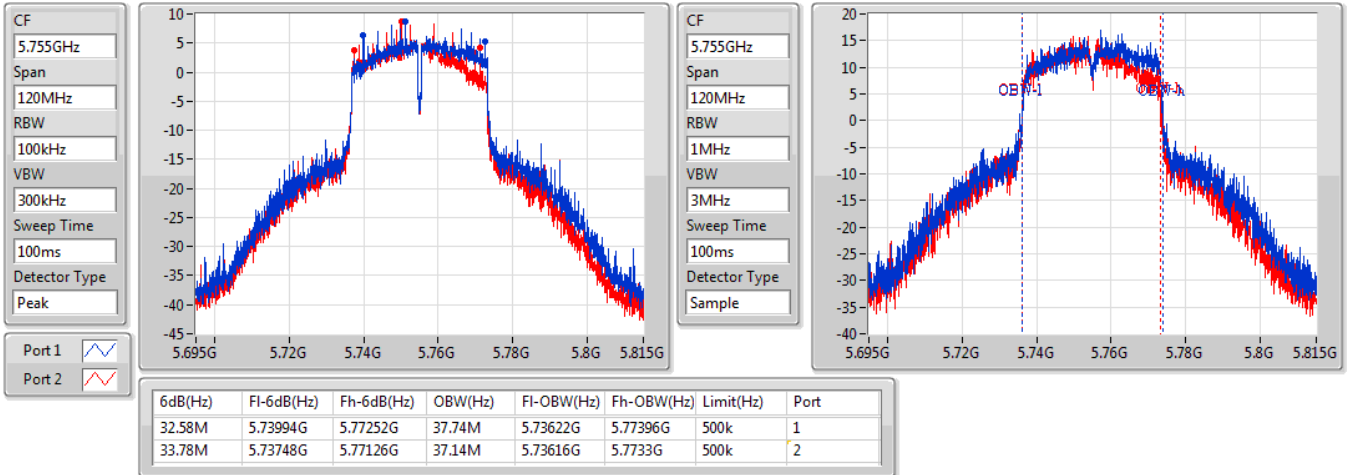 CF
5.755GHz
Span
120MHz
RBW
100kHz
VBW
300kHz
Sweep Time
100ms
Detector Type
Peak
Port 1
Port 2
10
5
0
-5
-10
-15
-20
-25
-30
-35
-40
-45
5.695G 5.72G 5.74G 5.76G 5.78G 5.8G 5.815G
CF
5.755GHz
Span
120MHz
RBW
1MHz
VBW
3MHz
Sweep Time
100ms
Detector Type
Sample
20
15
10
5
0
-5
-10
-15
-20
-25
-30
-35
-40
OBW-l OBW-h
5.695G 5.72G 5.74G 5.76G 5.78G 5.8G 5.815G
6dB(Hz) Fl-6dB(Hz) Fh-6dB(Hz) OBW(Hz) Fl-OBW(Hz) Fh-OBW(Hz) Limit(Hz) Port
32.58M 5.73994G 5.77252G 37.74M 5.73622G 5.77396G 500k 1
33.78M 5.73748G 5.77126G 37.14M 5.73616G 5.7733G 500k 2